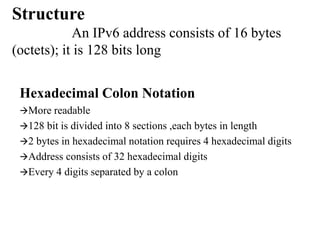 Structure
An IPv6 address consists of 16 bytes
(octets); it is 128 bits long
Hexadecimal Colon Notation
→More readable
→128 bit is divided into 8 sections ,each bytes in length
→2 bytes in hexadecimal notation requires 4 hexadecimal digits
→Address consists of 32 hexadecimal digits
→Every 4 digits separated by a colon